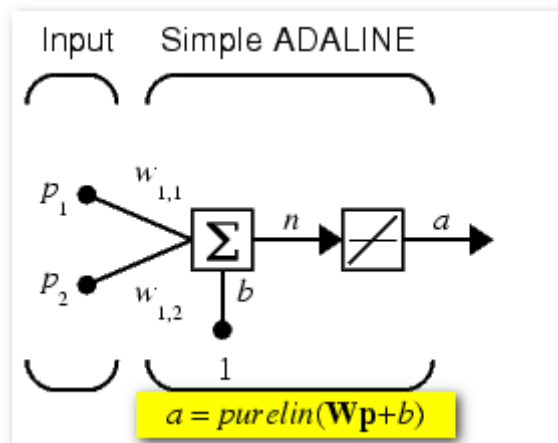 Input Simple ADALINE
w1,1
p1
Σ n a
p2
w1,2 b
1
a = purelin(Wp+b)